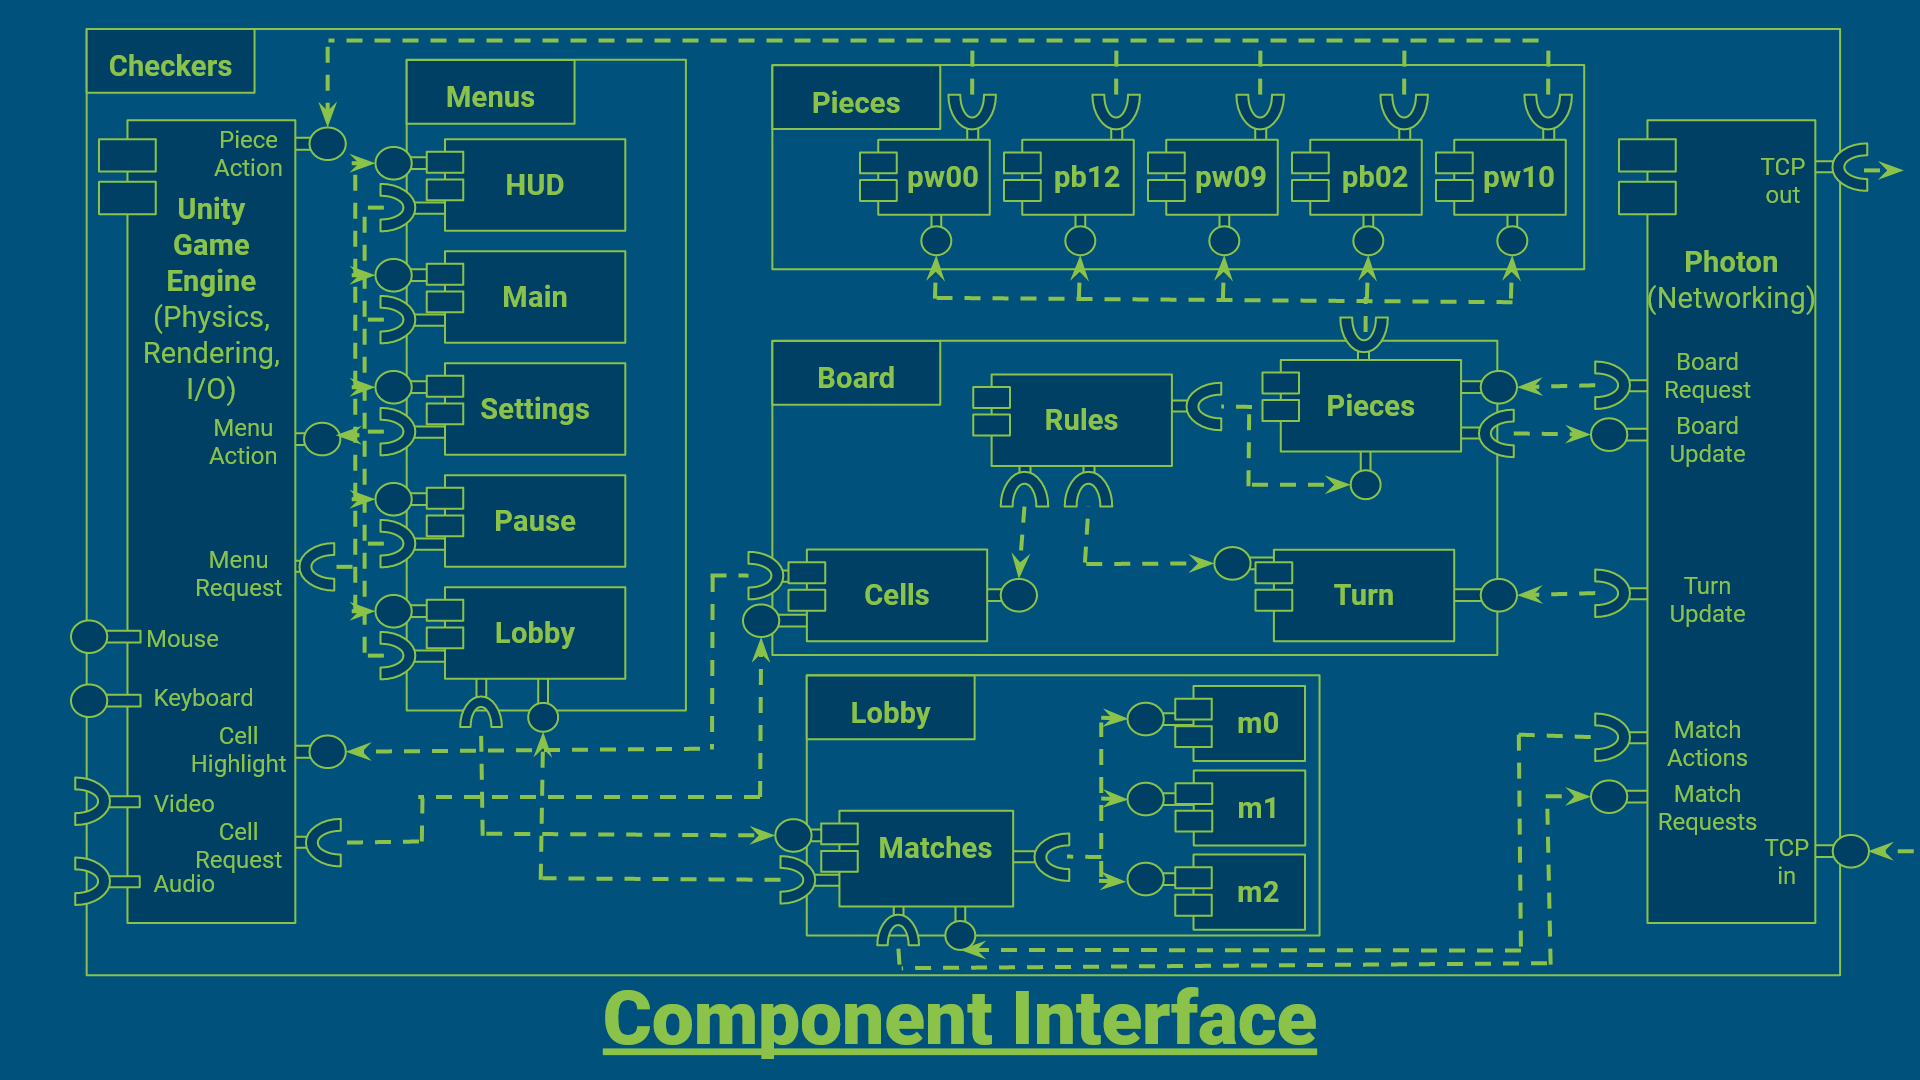 Checkers
Piece
Action
Unity
Game
Engine
(Physics,
Rendering,
I/O)
Menu
Action
Menu
Request
Mouse
Keyboard
Cell
Highlight
Video
Cell
Request
Audio
Menus
HUD
Main
Settings
Pause
Lobby
Pieces
pw00
pb12
pw09
pb02
pw10
Board
Rules
Pieces
Cells
Turn
Lobby
Matches
m0
m1
m2
TCP
out
Photon
(Networking)
Board
Request
Board
Update
Turn
Update
Match
Actions
Match
Requests
TCP
in
Component Interface